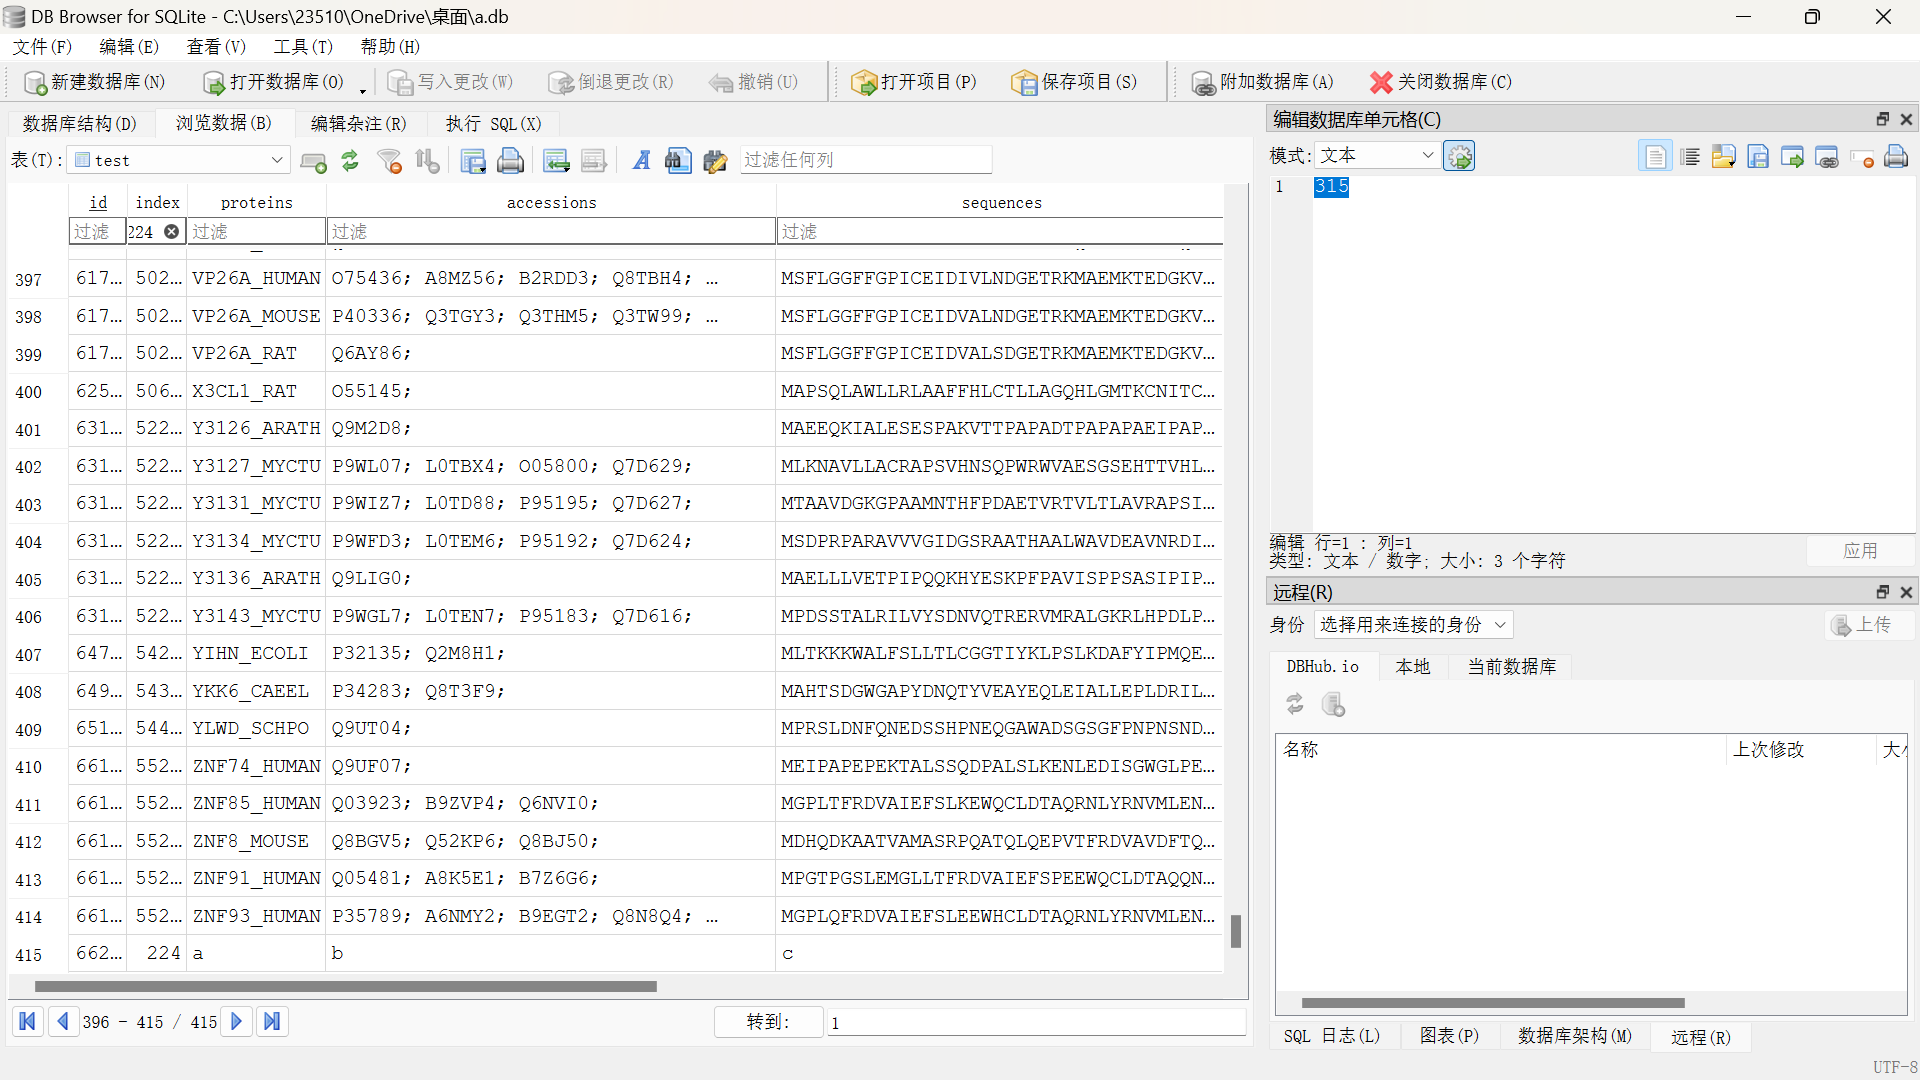 DB Browser for SQLite - C:\Users\23510\OneDrive\桌面\a.db
文件(F) 编辑(E) 查看(V) 工具(T) 帮助(H)
新建数据库(N) 打开数据库(O) 写入更改(W) 倒退更改(R) 撤销(U) 打开项目(P) 保存项目(S) 附加数据库(A) 关闭数据库(C)
数据库结构(D) 浏览数据(B) 编辑杂注(R) 执行 SQL(X)
表(T): test 过滤任何列
id index proteins accessions sequences
过滤 224 过滤 过滤 过滤
397 617… 502… VP26A_HUMAN O75436; A8MZ56; B2RDD3; Q8TBH4; … MSFLGGFFGPICEIDIVLNDGETRKMAEMKTEDGKV…
398 617… 502… VP26A_MOUSE P40336; Q3TGY3; Q3THM5; Q3TW99; … MSFLGGFFGPICEIDVALNDGETRKMAEMKTEDGKV…
399 617… 502… VP26A_RAT Q6AY86; MSFLGGFFGPICEIDVALSDGETRKMAEMKTEDGKV…
400 625… 506… X3CL1_RAT O55145; MAPSQLAWLLRLAAFFHLCTLLAGQHLGMTKCNITC…
401 631… 522… Y3126_ARATH Q9M2D8; MAEEQKIALESESPAKVTTPAPADTPAPAPAEIPAP…
402 631… 522… Y3127_MYCTU P9WL07; L0TBX4; O05800; Q7D629; MLKNAVLLACRAPSVHNSQPWRWVAESGSEHTTVHL…
403 631… 522… Y3131_MYCTU P9WIZ7; L0TD88; P95195; Q7D627; MTAAVDGKGPAAMNTHFPDAETVRTVLTLAVRAPSI…
404 631… 522… Y3134_MYCTU P9WFD3; L0TEM6; P95192; Q7D624; MSDPRPARAVVVGIDGSRAATHAALWAVDEAVNRDI…
405 631… 522… Y3136_ARATH Q9LIG0; MAELLLVETPIPQQKHYESKPFPAVISPPSASIPIP…
406 631… 522… Y3143_MYCTU P9WGL7; L0TEN7; P95183; Q7D616; MPDSSTALRILVYSDNVQTRERVMRALGKRLHPDLP…
407 647… 542… YIHN_ECOLI P32135; Q2M8H1; MLTKKKWALFSLLTLCGGTIYKLPSLKDAFYIPMQE…
408 649… 543… YKK6_CAEEL P34283; Q8T3F9; MAHTSDGWGAPYDNQTYVEAYEQLEIALLEPLDRIL…
409 651… 544… YLWD_SCHPO Q9UT04; MPRSLDNFQNEDSSHPNEQGAWADSGSGFPNPNSND…
410 661… 552… ZNF74_HUMAN Q9UF07; MEIPAPEPEKTALSSQDPALSLKENLEDISGWGLPE…
411 661… 552… ZNF85_HUMAN Q03923; B9ZVP4; Q6NVI0; MGPLTFRDVAIEFSLKEWQCLDTAQRNLYRNVMLEN…
412 661… 552… ZNF8_MOUSE Q8BGV5; Q52KP6; Q8BJ50; MDHQDKAATVAMASRPQATQLQEPVTFRDVAVDFTQ…
413 661… 552… ZNF91_HUMAN Q05481; A8K5E1; B7Z6G6; MPGTPGSLEMGLLTFRDVAIEFSPEEWQCLDTAQQN…
414 661… 552… ZNF93_HUMAN P35789; A6NMY2; B9EGT2; Q8N8Q4; … MGPLQFRDVAIEFSLEEWHCLDTAQRNLYRNVMLEN…
415 662… 224 a b c
396 - 415 / 415 转到: 1
编辑数据库单元格(C)
模式: 文本
1 315
编辑 行=1 : 列=1
类型: 文本 / 数字; 大小: 3 个字符
应用
远程(R)
身份 选择用来连接的身份 上传
DBHub.io 本地 当前数据库
名称 上次修改 大
SQL 日志(L) 图表(P) 数据库架构(M) 远程(R)
UTF-8